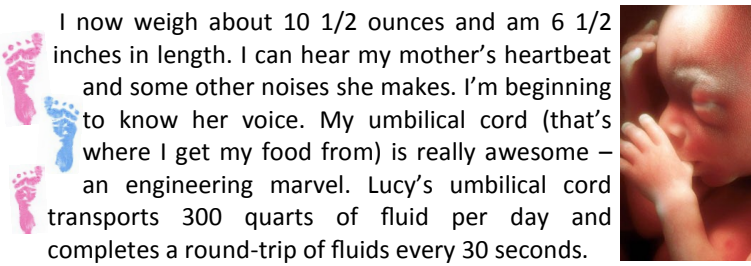 I now weigh about 10 1/2 ounces and am 6 1/2
inches in length. I can hear my mother’s heartbeat
and some other noises she makes. I’m beginning
to know her voice. My umbilical cord (that’s
where I get my food from) is really awesome –
an engineering marvel. Lucy’s umbilical cord
transports 300 quarts of fluid per day and
completes a round-trip of fluids every 30 seconds.